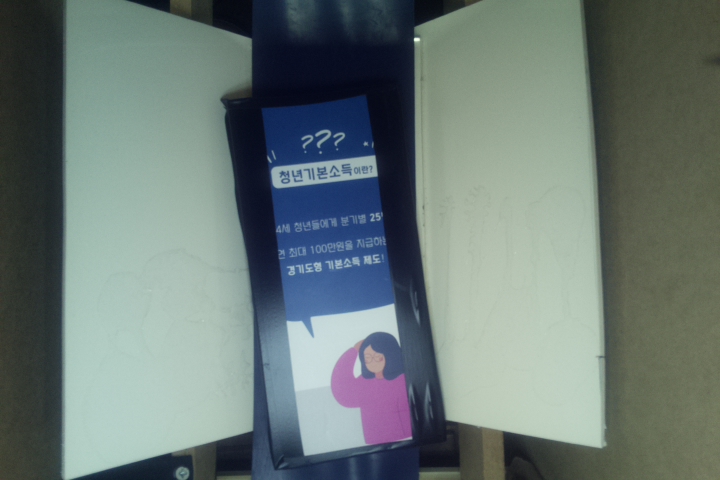 ???
청년기본소득이란?
4세 청년들에게 분기별 25
최대 100만원을 지급하는
경기도형 기본소득 제도!